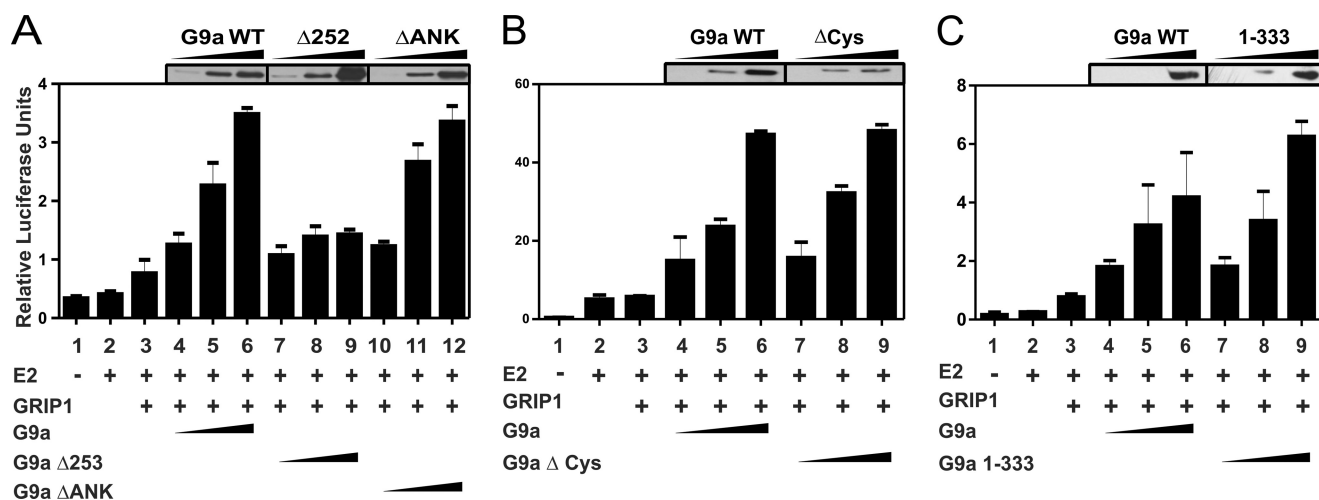 A
G9a WT Δ252 ΔANK
Relative Luciferase Units
4
3
2
1
0
1 2 3 4 5 6 7 8 9 10 11 12
E2 - + + + + + + + + + + +
GRIP1 + + + + + + + + + +
G9a
G9a Δ253
G9a ΔANK
B
G9a WT ΔCys
60
40
20
0
1 2 3 4 5 6 7 8 9
E2 - + + + + + + + +
GRIP1 + + + + + + +
G9a
G9a Δ Cys
C
G9a WT 1-333
8
6
4
2
0
1 2 3 4 5 6 7 8 9
E2 - + + + + + + + +
GRIP1 + + + + + + +
G9a
G9a 1-333